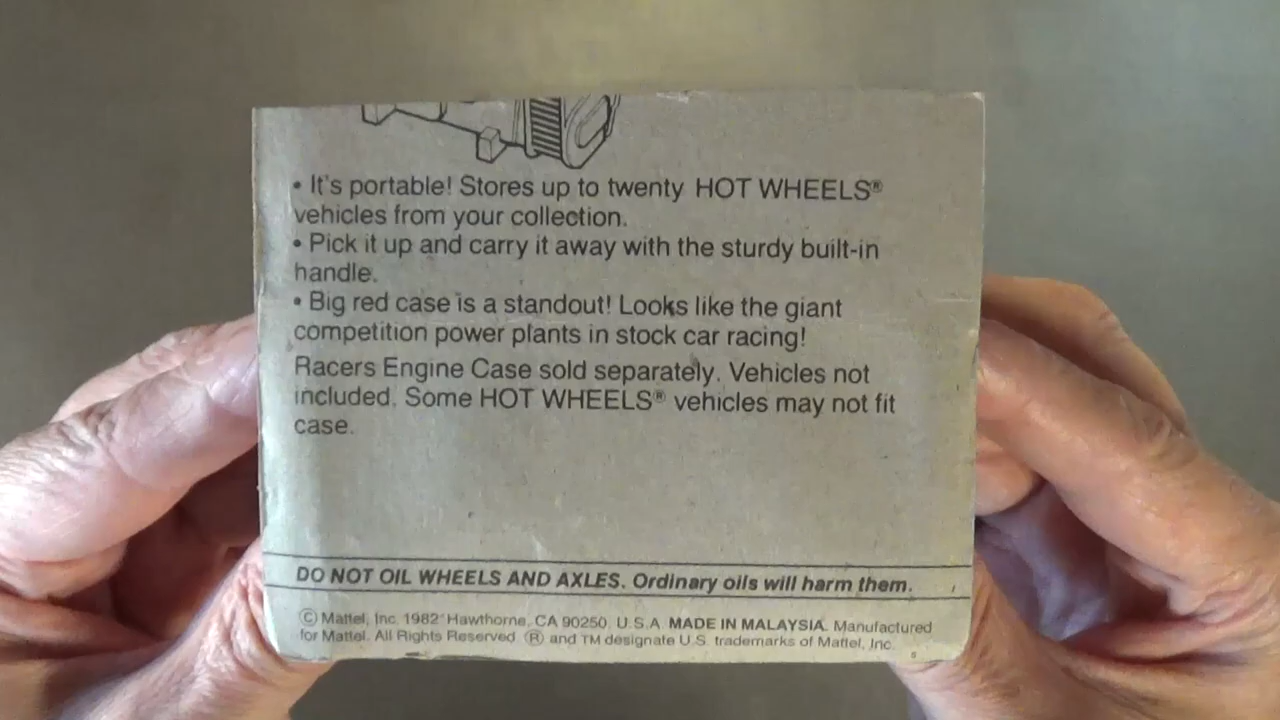 • It's portable! Stores up to twenty HOT WHEELS®
vehicles from your collection.
• Pick it up and carry it away with the sturdy built-in
handle.
• Big red case is a standout! Looks like the giant
competition power plants in stock car racing!
Racers Engine Case sold separately. Vehicles not
included. Some HOT WHEELS® vehicles may not fit
case.
DO NOT OIL WHEELS AND AXLES. Ordinary oils will harm them.
© Mattel, Inc. 1982 Hawthorne, CA 90250, U.S.A. MADE IN MALAYSIA. Manufactured
for Mattel. All Rights Reserved. ® and TM designate U.S. trademarks of Mattel, Inc.